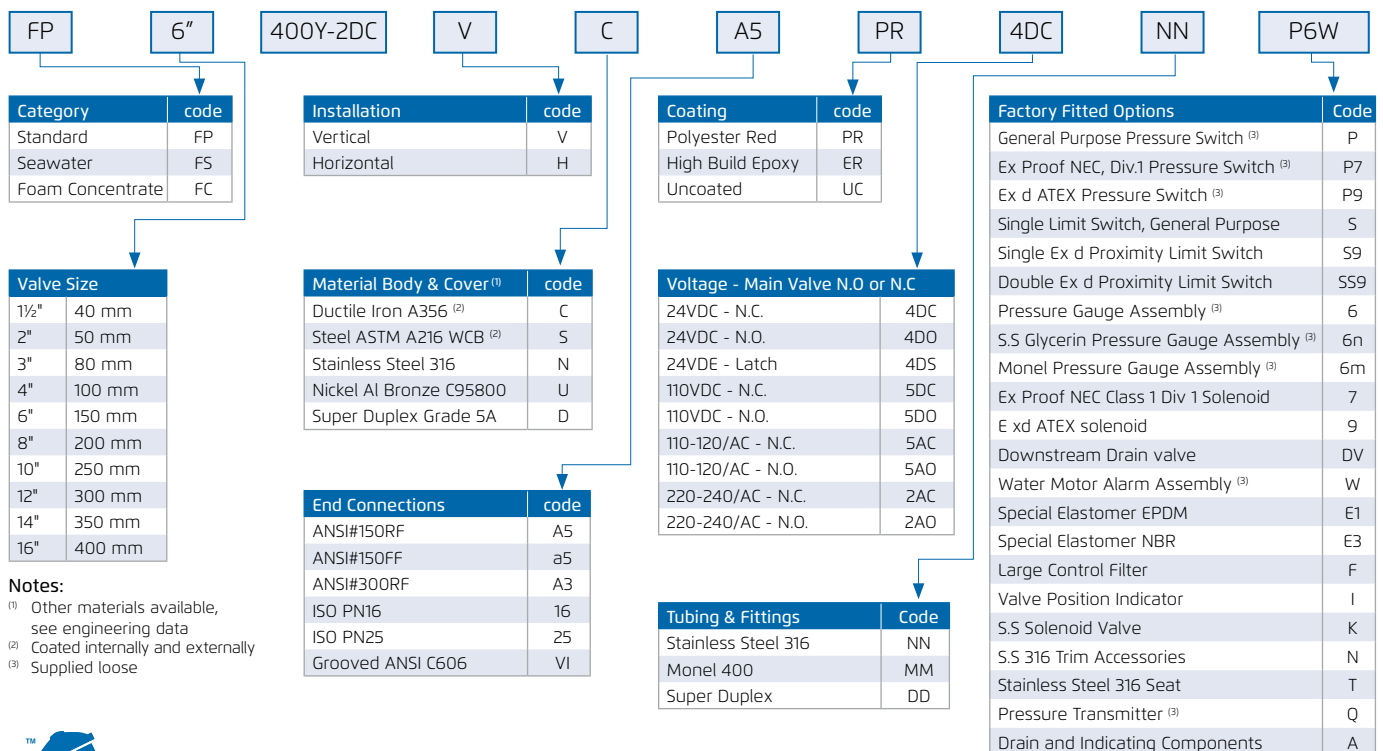 FP 6″ 400Y-2DC V C A5 PR 4DC NN P6W
Category code
Standard FP
Seawater FS
Foam Concentrate FC
Valve Size
1½" 40 mm
2" 50 mm
3" 80 mm
4" 100 mm
6" 150 mm
8" 200 mm
10" 250 mm
12" 300 mm
14" 350 mm
16" 400 mm
Notes:
(1) Other materials available,
see engineering data
(2) Coated internally and externally
(3) Supplied loose
TM
Installation code
Vertical V
Horizontal H
Material Body & Cover (1) code
Ductile Iron A356 (2) C
Steel ASTM A216 WCB (2) S
Stainless Steel 316 N
Nickel Al Bronze C95800 U
Super Duplex Grade 5A D
End Connections code
ANSI#150RF A5
ANSI#150FF a5
ANSI#300RF A3
ISO PN16 16
ISO PN25 25
Grooved ANSI C606 VI
Coating code
Polyester Red PR
High Build Epoxy ER
Uncoated UC
Voltage - Main Valve N.O or N.C
24VDC - N.C. 4DC
24VDC - N.O. 4DO
24VDE - Latch 4DS
110VDC - N.C. 5DC
110VDC - N.O. 5DO
110-120/AC - N.C. 5AC
110-120/AC - N.O. 5AO
220-240/AC - N.C. 2AC
220-240/AC - N.O. 2AO
Tubing & Fittings Code
Stainless Steel 316 NN
Monel 400 MM
Super Duplex DD
Factory Fitted Options Code
General Purpose Pressure Switch (3) P
Ex Proof NEC, Div.1 Pressure Switch (3) P7
Ex d ATEX Pressure Switch (3) P9
Single Limit Switch, General Purpose S
Single Ex d Proximity Limit Switch S9
Double Ex d Proximity Limit Switch SS9
Pressure Gauge Assembly (3) 6
S.S Glycerin Pressure Gauge Assembly (3) 6n
Monel Pressure Gauge Assembly (3) 6m
Ex Proof NEC Class 1 Div 1 Solenoid 7
E xd ATEX solenoid 9
Downstream Drain valve DV
Water Motor Alarm Assembly (3) W
Special Elastomer EPDM E1
Special Elastomer NBR E3
Large Control Filter F
Valve Position Indicator I
S.S Solenoid Valve K
S.S 316 Trim Accessories N
Stainless Steel 316 Seat T
Pressure Transmitter (3) Q
Drain and Indicating Components A